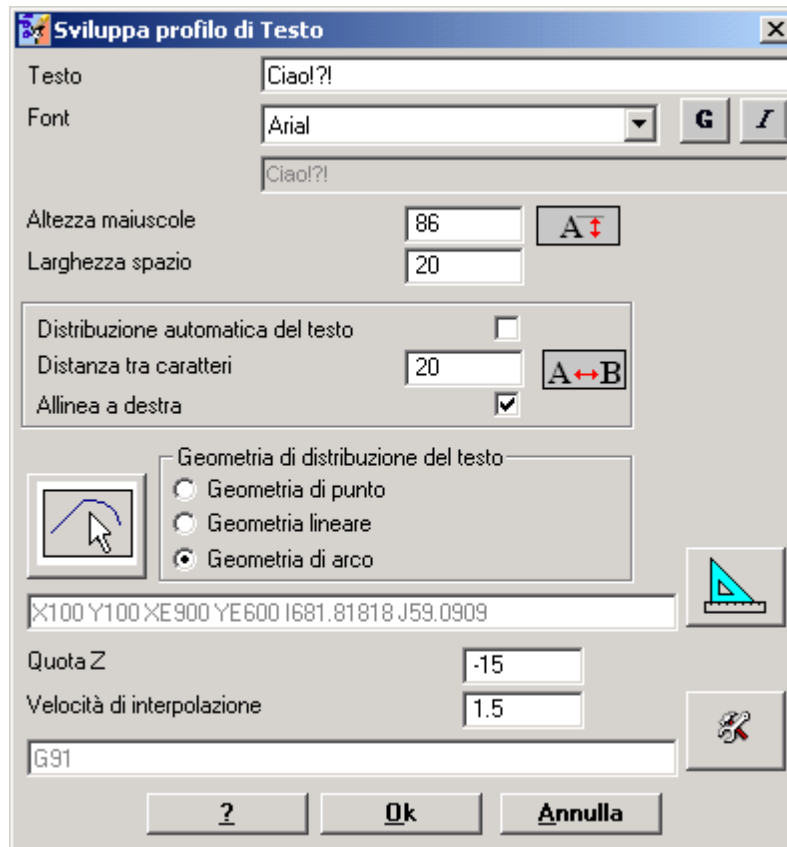 Sviluppa profilo di Testo
Testo Ciao!?!
Font Arial G I
Ciao!?!
Altezza maiuscole 86 A
Larghezza spazio 20
Distribuzione automatica del testo
Distanza tra caratteri 20 A↔B
Allinea a destra
Geometria di distribuzione del testo
Geometria di punto
Geometria lineare
Geometria di arco
X100 Y100 XE900 YE600 I681.81818 J59.0909
Quota Z -15
Velocità di interpolazione 1.5
G91
? Ok Annulla